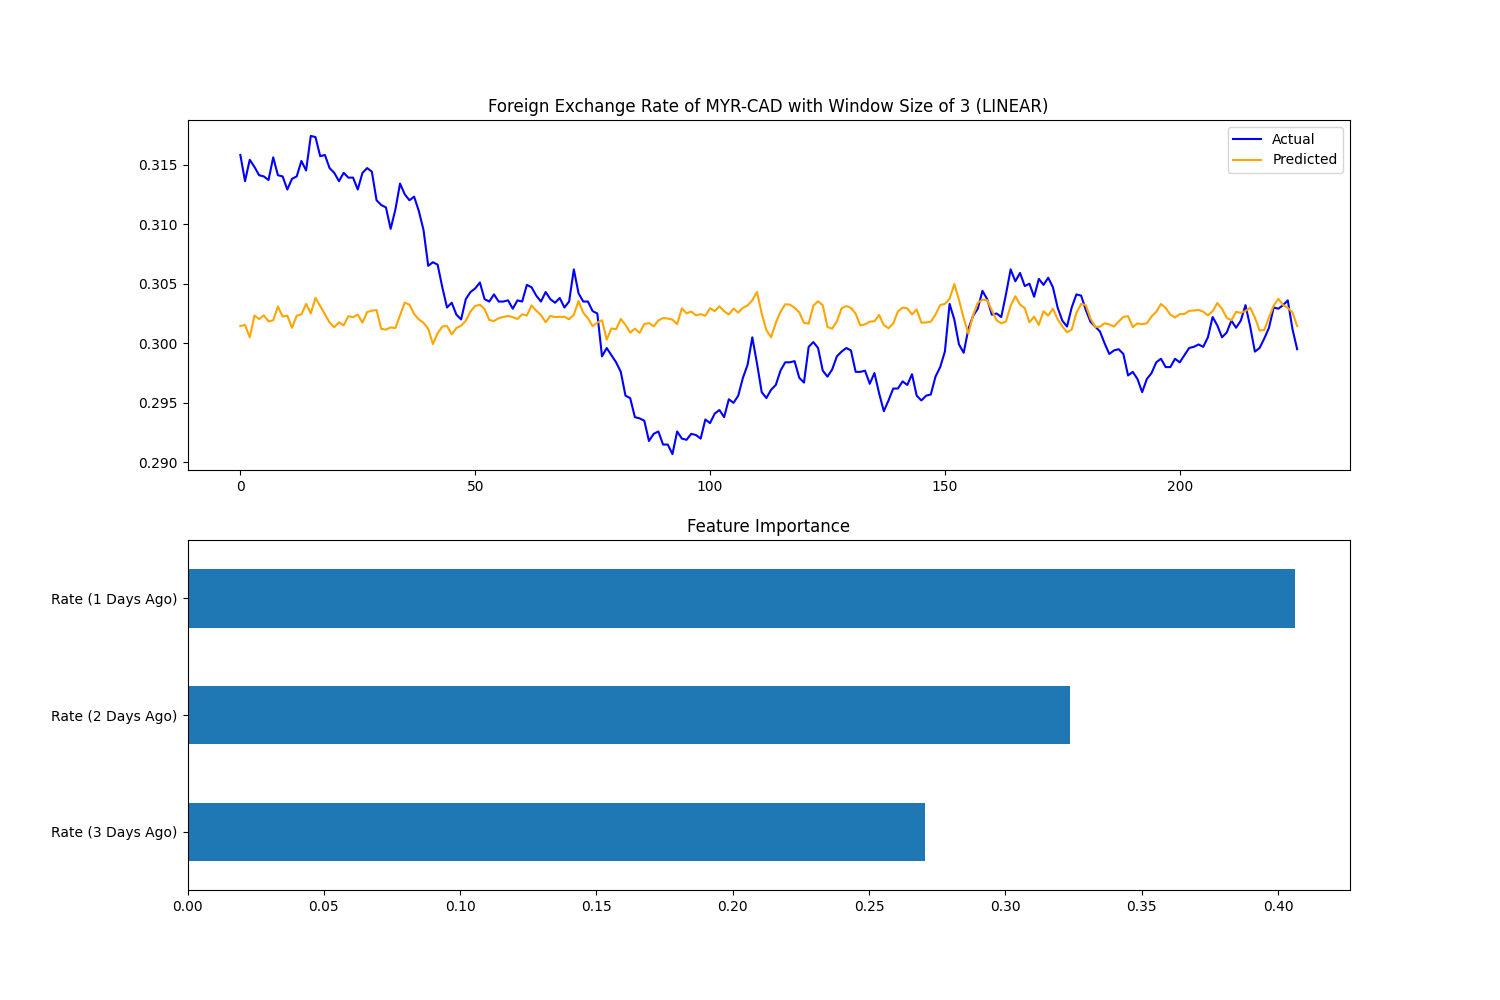 Foreign Exchange Rate of MYR-CAD with Window Size of 3 (LINEAR)
Actual
Predicted
0.315
0.310
0.305
0.300
0.295
0.290
0 50 100 150 200
Feature Importance
Rate (1 Days Ago)
Rate (2 Days Ago)
Rate (3 Days Ago)
0.00 0.05 0.10 0.15 0.20 0.25 0.30 0.35 0.40